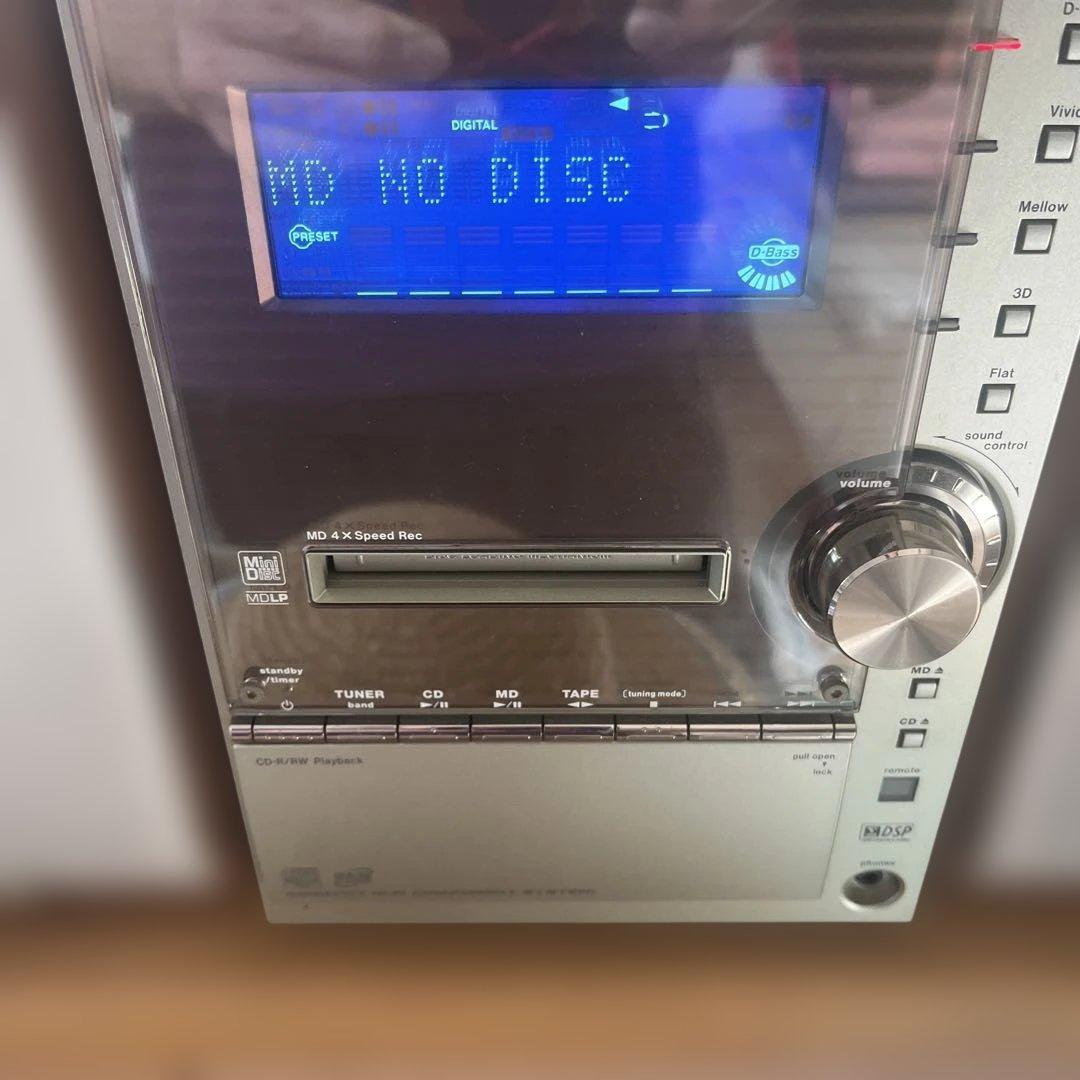 D-
DIGITAL
MD NO DISC
PRESET
D-Bass
Vivid
Mellow
3D
Flat
sound
control
volume
MD 4×Speed Rec
Mini
Disc
MDLP
standby
/timer
TUNER
band
CD
MD
TAPE
[tuning mode]
MD
CD
CD-R/RW Playback
pull open
lock
remote
DSP
phones